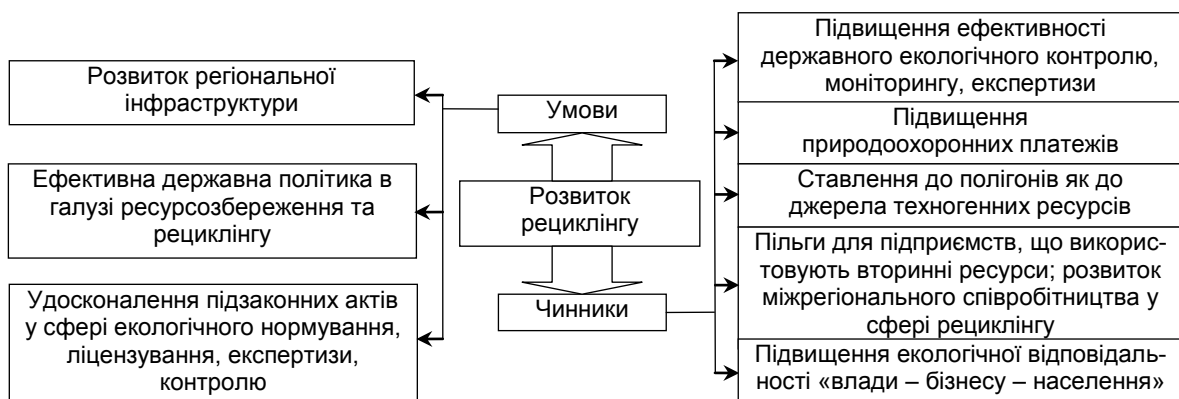 Розвиток регіональної
інфраструктури
Ефективна державна політика в
галузі ресурсозбереження та
рециклінгу
Удосконалення підзаконних актів
у сфері екологічного нормування,
ліцензування, експертизи,
контролю
Умови
Розвиток
рециклінгу
Чинники
Підвищення ефективності
державного екологічного контролю,
моніторингу, експертизи
Підвищення
природоохоронних платежів
Ставлення до полігонів як до
джерела техногенних ресурсів
Пільги для підприємств, що викорис-
товують вторинні ресурси; розвиток
міжрегіонального співробітництва у
сфері рециклінгу
Підвищення екологічної відповідаль-
ності «влади – бізнесу – населення»